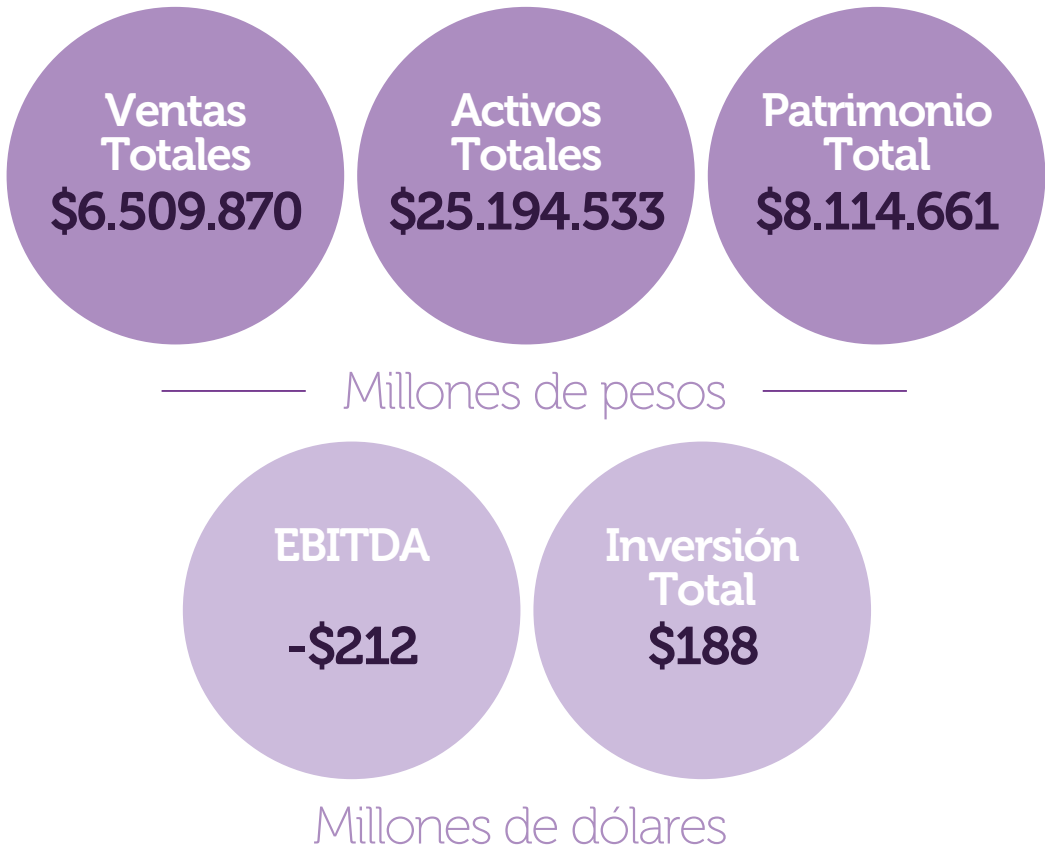 Ventas
Totales
$6.509.870
Activos
Totales
$25.194.533
Patrimonio
Total
$8.114.661
Millones de pesos
EBITDA
-$212
Inversión
Total
$188
Millones de dólares